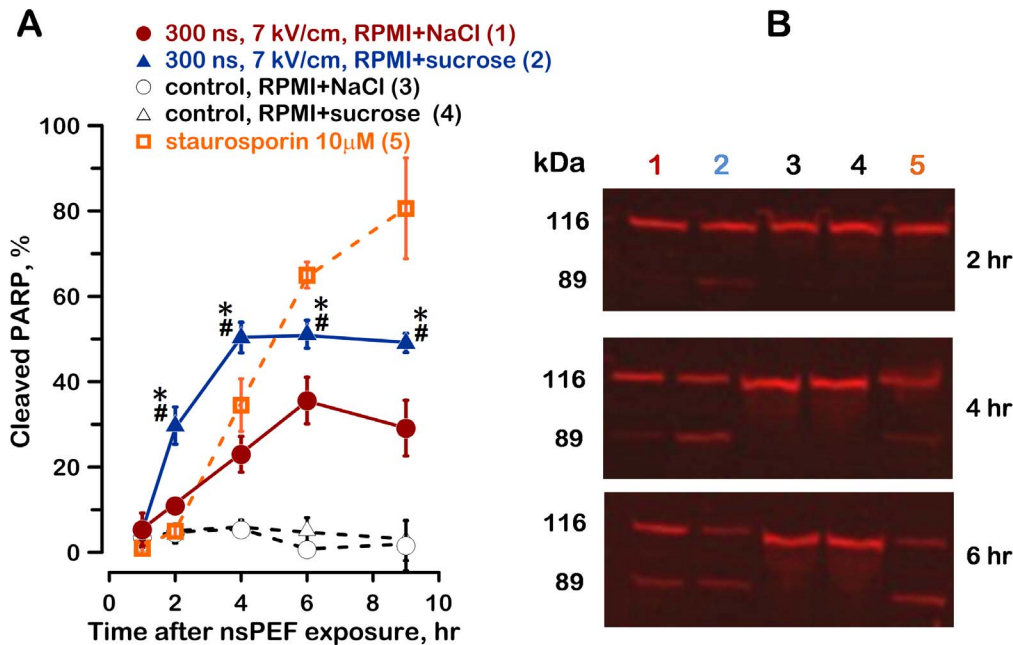 A
B
300 ns, 7 kV/cm, RPMI+NaCl (1)
300 ns, 7 kV/cm, RPMI+sucrose (2)
control, RPMI+NaCl (3)
control, RPMI+sucrose (4)
staurosporin 10μM (5)
Cleaved PARP, %
100
80
60
40
20
0
*
#
*
#
*
#
*
#
0 2 4 6 8 10
Time after nsPEF exposure, hr
kDa 1 2 3 4 5
116
89
2 hr
116
89
4 hr
116
89
6 hr